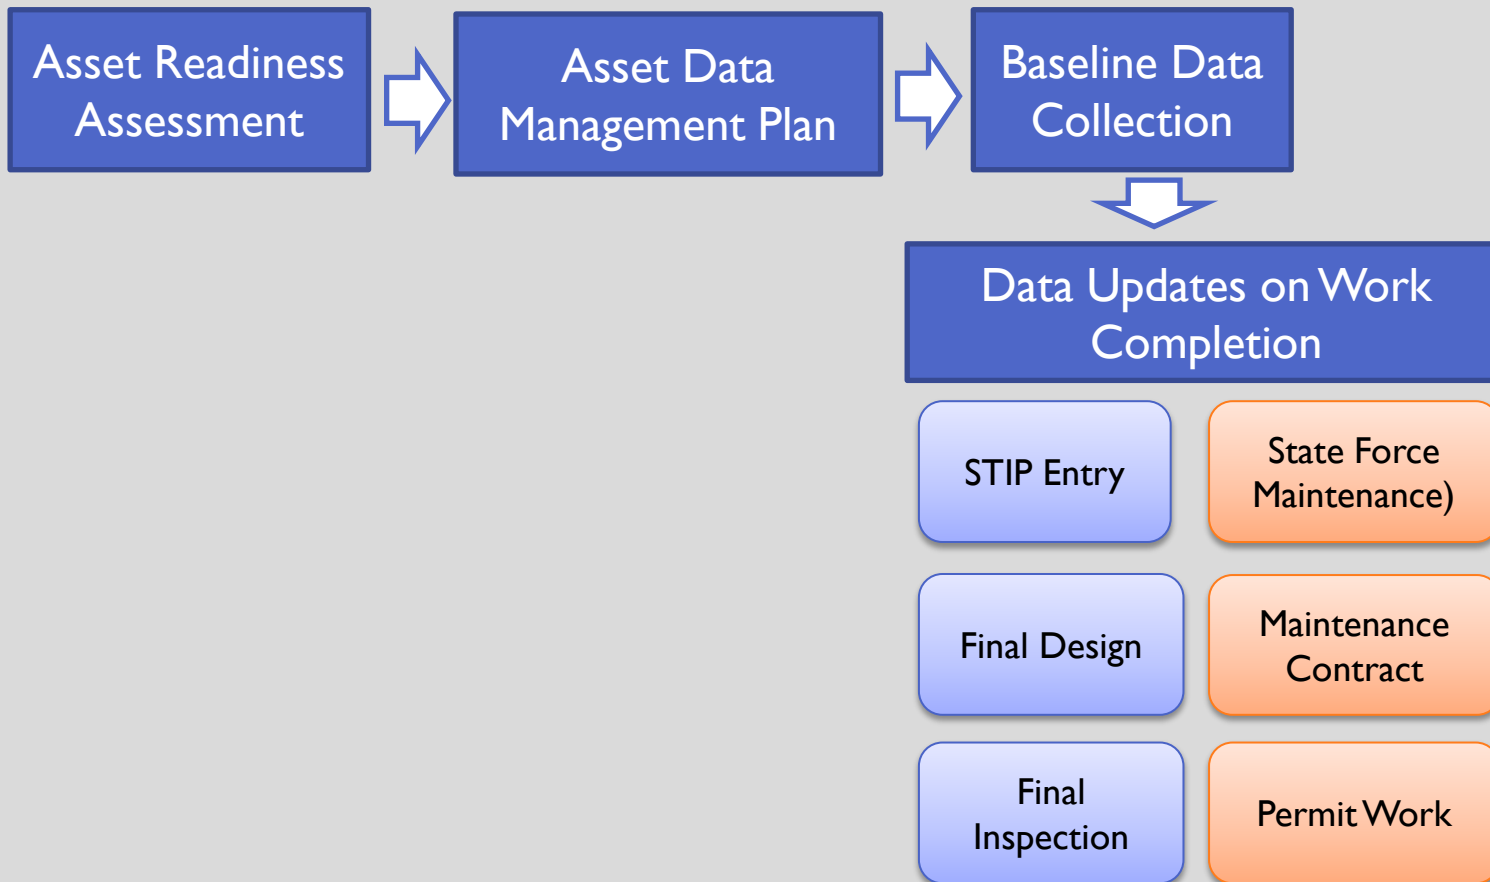 Asset Readiness
Assessment
Asset Data
Management Plan
Baseline Data
Collection
Data Updates on Work
Completion
STIP Entry
State Force
Maintenance)
Final Design
Maintenance
Contract
Final
Inspection
Permit Work